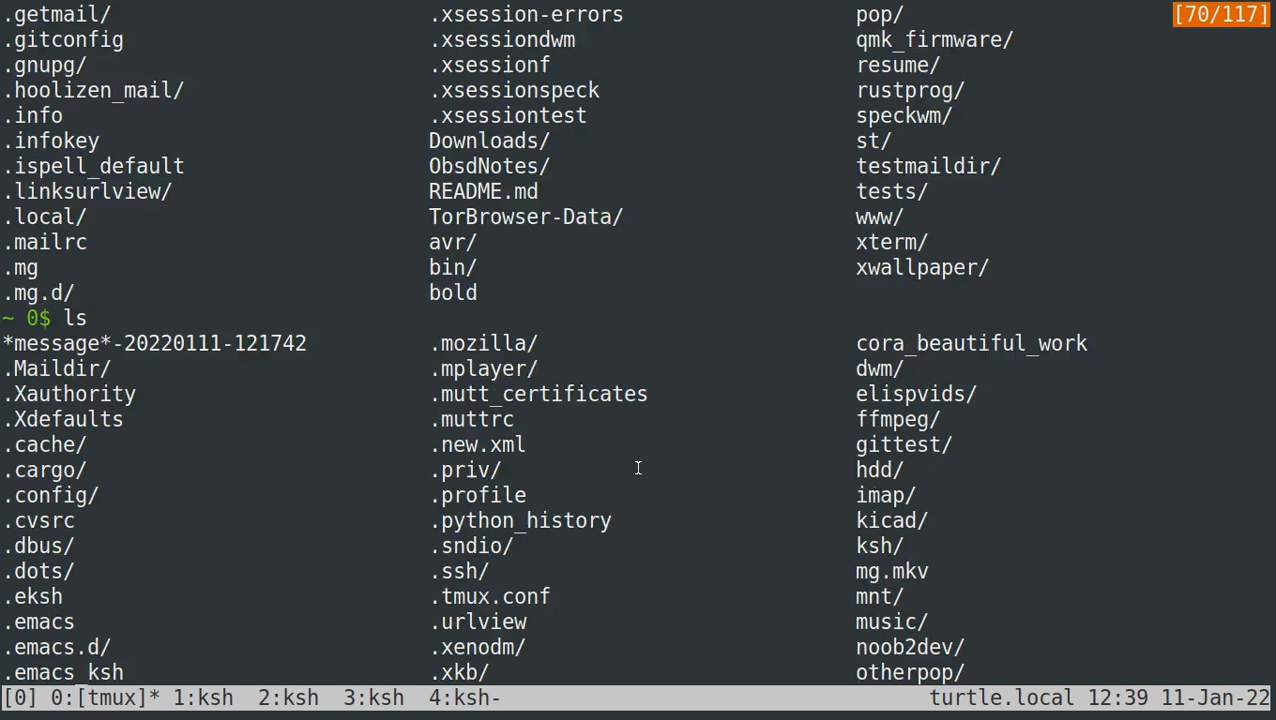 .getmail/ .xsession-errors pop/ [70/117]
.gitconfig .xsessiondwm qmk_firmware/
.gnupg/ .xsessionf resume/
.hoolizen_mail/ .xsessionspeck rustprog/
.info .xsessiontest speckwm/
.infokey Downloads/ st/
.ispell_default ObsdNotes/ testmaildir/
.linksurlview/ README.md tests/
.local/ TorBrowser-Data/ www/
.mailrc avr/ xterm/
.mg bin/ xwallpaper/
.mg.d/ bold
~ 0$ ls
*message*-20220111-121742 .mozilla/ cora_beautiful_work
.Maildir/ .mplayer/ dwm/
.Xauthority .mutt_certificates elispvids/
.Xdefaults .muttrc ffmpeg/
.cache/ .new.xml gittest/
.cargo/ .priv/ hdd/
.config/ .profile imap/
.cvsrc .python_history kicad/
.dbus/ .sndio/ ksh/
.dots/ .ssh/ mg.mkv
.eksh .tmux.conf mnt/
.emacs .urlview music/
.emacs.d/ .xenodm/ noob2dev/
.emacs_ksh .xkb/ otherpop/
[0] 0:[tmux]* 1:ksh 2:ksh 3:ksh 4:ksh- turtle.local 12:39 11-Jan-22